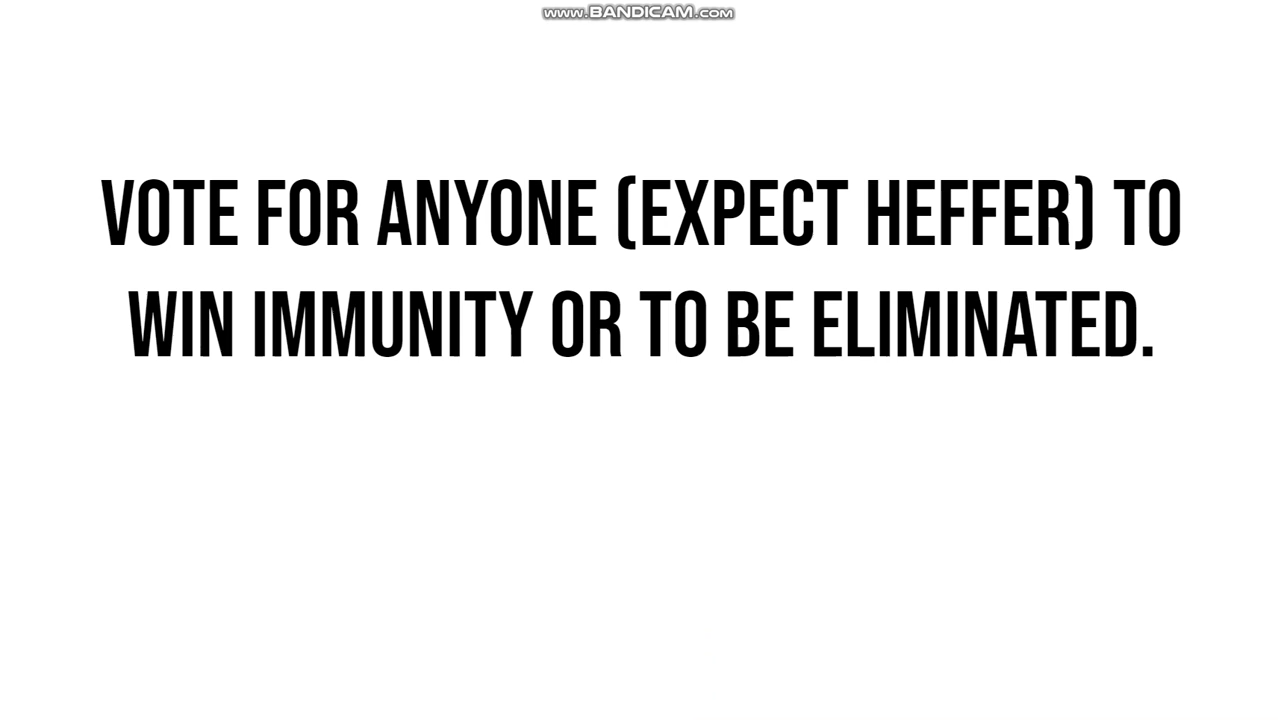 www.BANDICAM.com
VOTE FOR ANYONE (EXPECT HEFFER) TO
WIN IMMUNITY OR TO BE ELIMINATED.